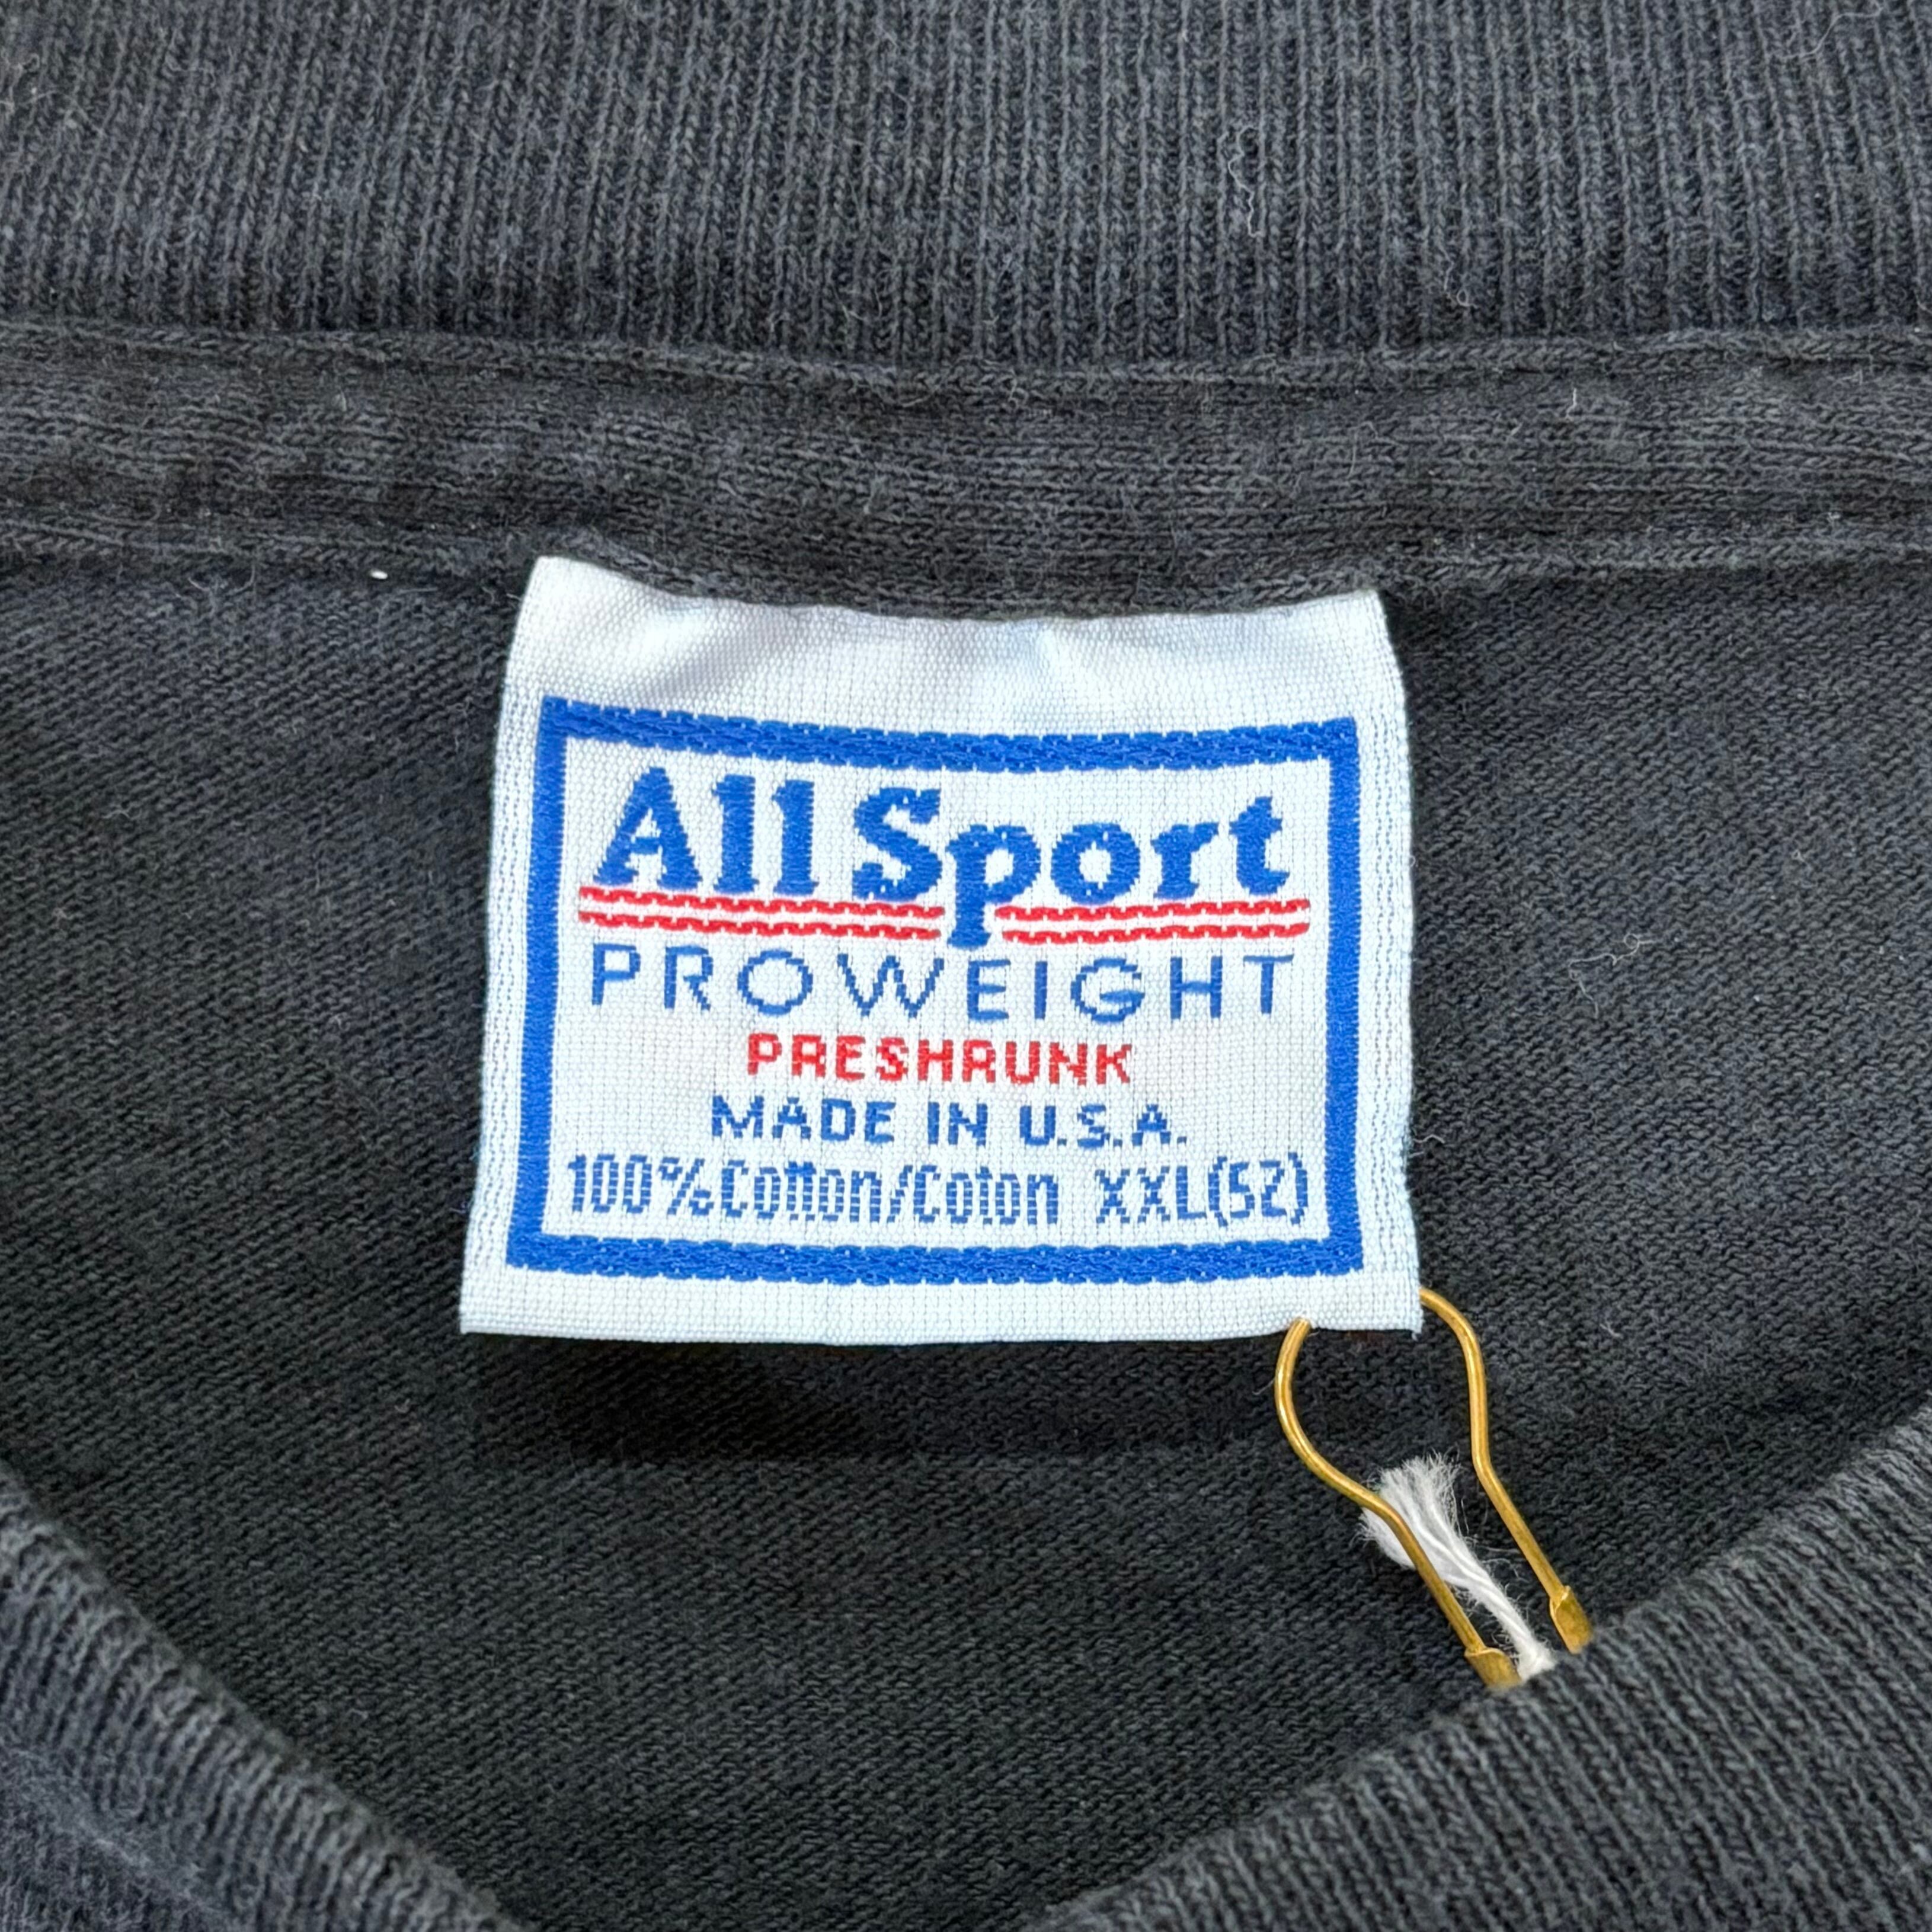 All Sport
PROWEIGHT
PRESHRUNK
MADE IN U.S.A.
100% Cotton/Coton XXL(52)